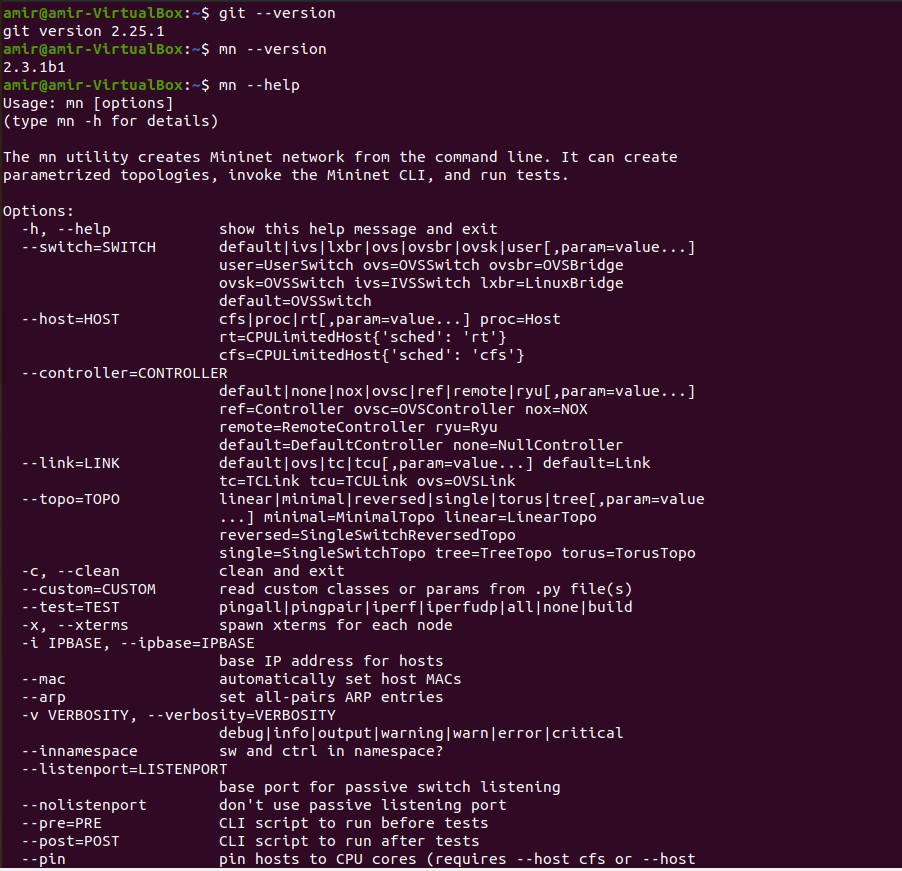 amir@amir-VirtualBox:~$ git --version
git version 2.25.1
amir@amir-VirtualBox:~$ mn --version
2.3.1b1
amir@amir-VirtualBox:~$ mn --help
Usage: mn [options]
(type mn -h for details)

The mn utility creates Mininet network from the command line. It can create
parametrized topologies, invoke the Mininet CLI, and run tests.

Options:
  -h, --help            show this help message and exit
  --switch=SWITCH       default|ivs|lxbr|ovs|ovsbr|ovsk|user[,param=value...]
                        user=UserSwitch ovs=OVSSwitch ovsbr=OVSBridge
                        ovsk=OVSSwitch ivs=IVSSwitch lxbr=LinuxBridge
                        default=OVSSwitch
  --host=HOST           cfs|proc|rt[,param=value...] proc=Host
                        rt=CPULimitedHost{'sched': 'rt'}
                        cfs=CPULimitedHost{'sched': 'cfs'}
  --controller=CONTROLLER
                        default|none|nox|ovsc|ref|remote|ryu[,param=value...]
                        ref=Controller ovsc=OVSController nox=NOX
                        remote=RemoteController ryu=Ryu
                        default=DefaultController none=NullController
  --link=LINK           default|ovs|tc|tcu[,param=value...] default=Link
                        tc=TCLink tcu=TCULink ovs=OVSLink
  --topo=TOPO           linear|minimal|reversed|single|torus|tree[,param=value
                        ...] minimal=MinimalTopo linear=LinearTopo
                        reversed=SingleSwitchReversedTopo
                        single=SingleSwitchTopo tree=TreeTopo torus=TorusTopo
  -c, --clean           clean and exit
  --custom=CUSTOM       read custom classes or params from .py file(s)
  --test=TEST           pingall|pingpair|iperf|iperfudp|all|none|build
  -x, --xterms          spawn xterms for each node
  -i IPBASE, --ipbase=IPBASE
                        base IP address for hosts
  --mac                 automatically set host MACs
  --arp                 set all-pairs ARP entries
  -v VERBOSITY, --verbosity=VERBOSITY
                        debug|info|output|warning|warn|error|critical
  --innamespace         sw and ctrl in namespace?
  --listenport=LISTENPORT
                        base port for passive switch listening
  --nolistenport        don't use passive listening port
  --pre=PRE             CLI script to run before tests
  --post=POST           CLI script to run after tests
  --pin                 pin hosts to CPU cores (requires --host cfs or --host